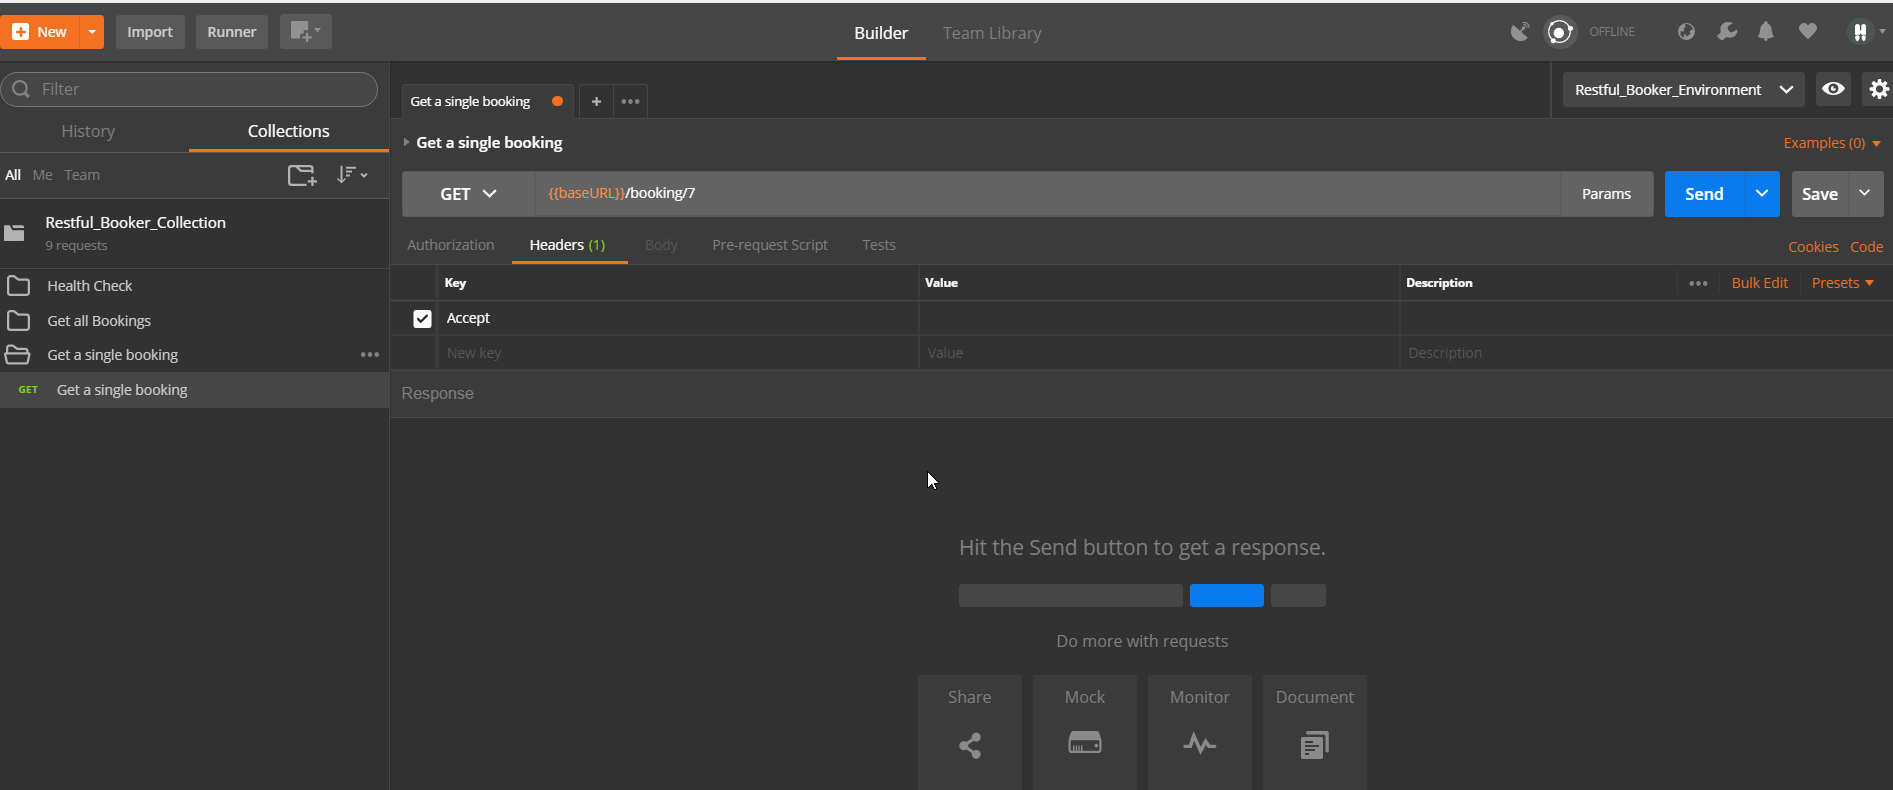 New Import Runner Builder Team Library OFFLINE
Filter
Get a single booking + ••• Restful_Booker_Environment
History Collections
Get a single booking Examples (0)
All Me Team
GET {{baseURL}}/booking/7 Params Send Save
Restful_Booker_Collection
9 requests
Authorization Headers (1) Body Pre-request Script Tests Cookies Code
Key Value Description ••• Bulk Edit Presets
Health Check
Accept
Get all Bookings
New key Value Description
Get a single booking •••
GET Get a single booking
Response
Hit the Send button to get a response.
Do more with requests
Share Mock Monitor Document